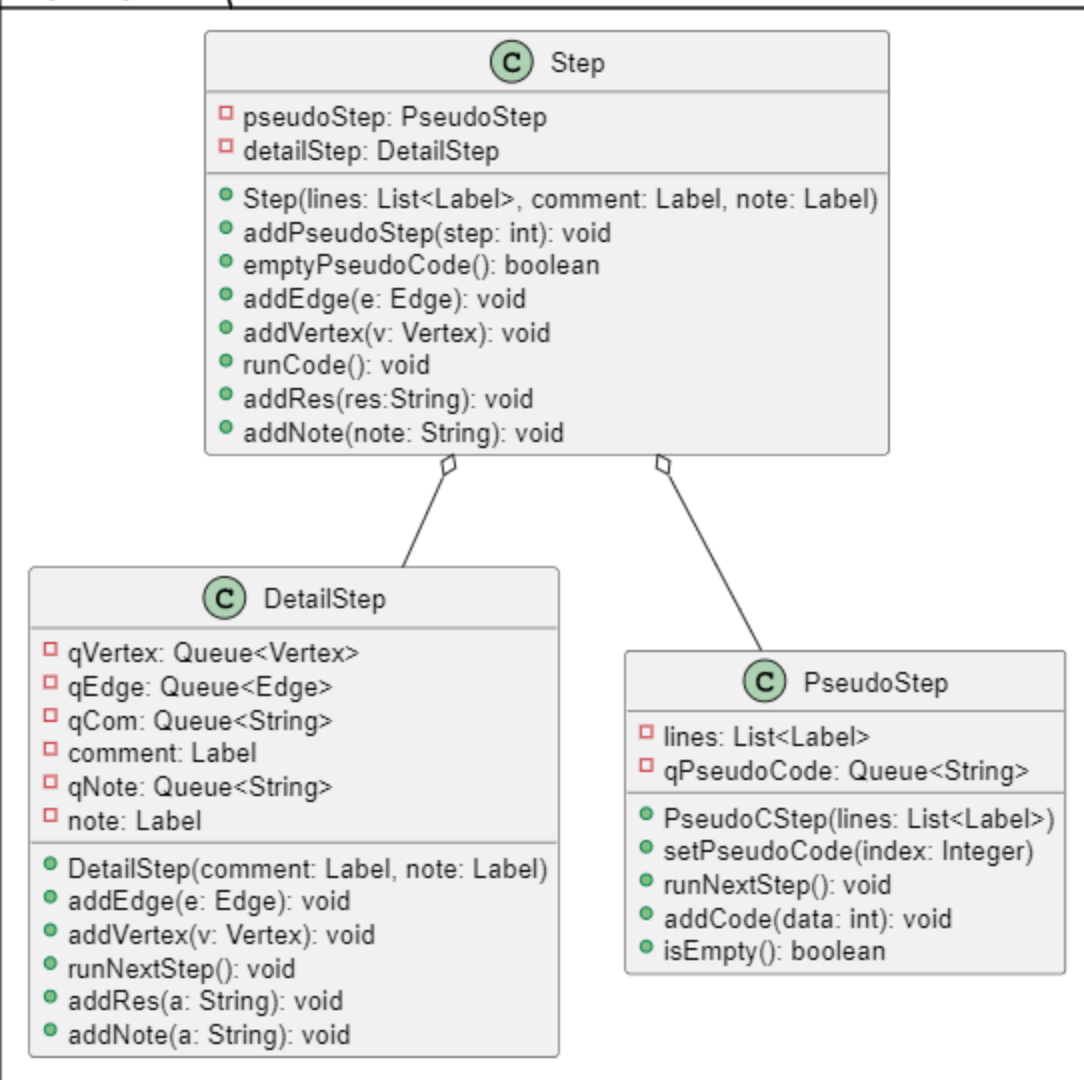 C Step
pseudoStep: PseudoStep
detailStep: DetailStep
Step(lines: List<Label>, comment: Label, note: Label)
addPseudoStep(step: int): void
emptyPseudoCode(): boolean
addEdge(e: Edge): void
addVertex(v: Vertex): void
runCode(): void
addRes(res:String): void
addNote(note: String): void
C DetailStep
qVertex: Queue<Vertex>
qEdge: Queue<Edge>
qCom: Queue<String>
comment: Label
qNote: Queue<String>
note: Label
DetailStep(comment: Label, note: Label)
addEdge(e: Edge): void
addVertex(v: Vertex): void
runNextStep(): void
addRes(a: String): void
addNote(a: String): void
C PseudoStep
lines: List<Label>
qPseudoCode: Queue<String>
PseudoCStep(lines: List<Label>)
setPseudoCode(index: Integer)
runNextStep(): void
addCode(data: int): void
isEmpty(): boolean